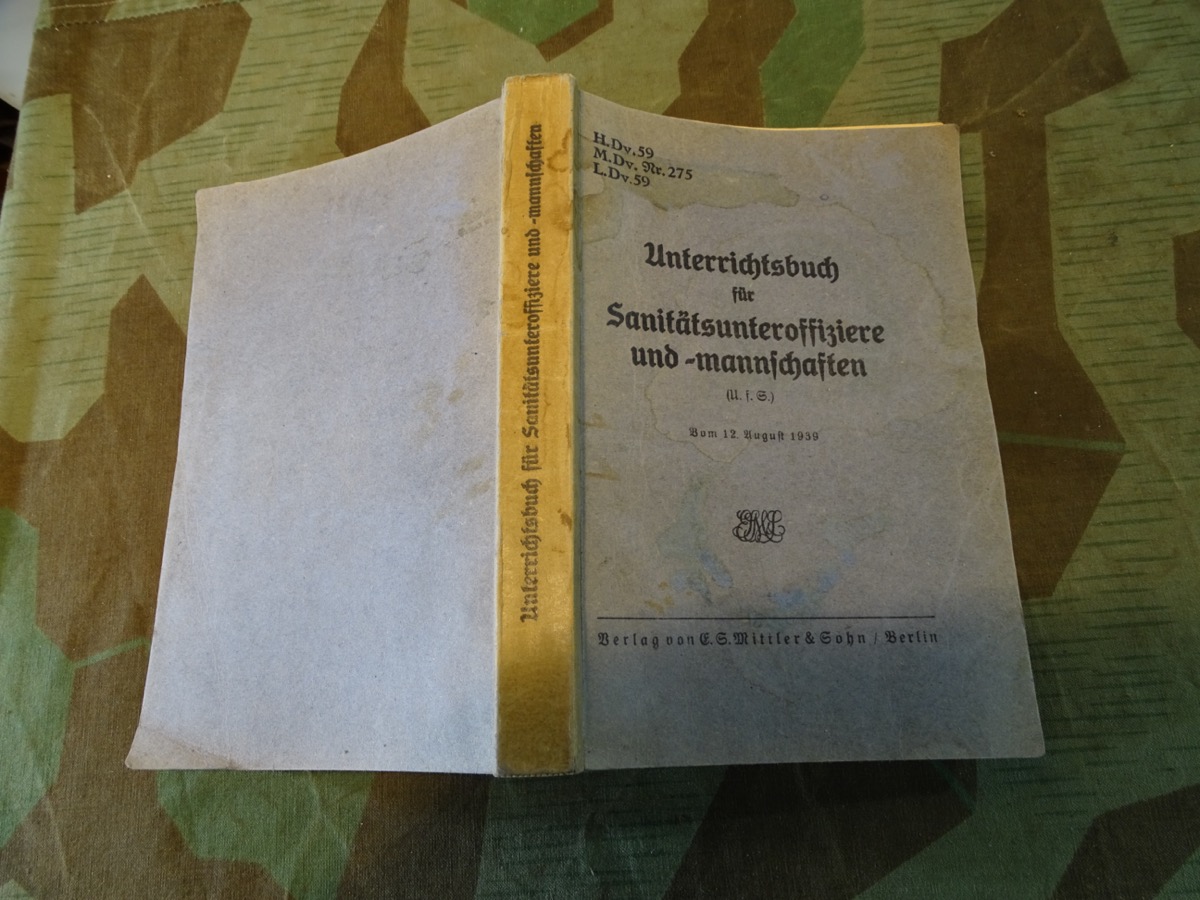 Unterrichtsbuch für Sanitätsunteroffiziere und -mannschaften
H.Dv.59
M.Dv. Nr. 275
L.Dv.59
Unterrichtsbuch
für
Sanitätsunteroffiziere
und -mannschaften
(U. f. S.)
Vom 12. August 1939
Verlag von E.S.Mittler & Sohn / Berlin